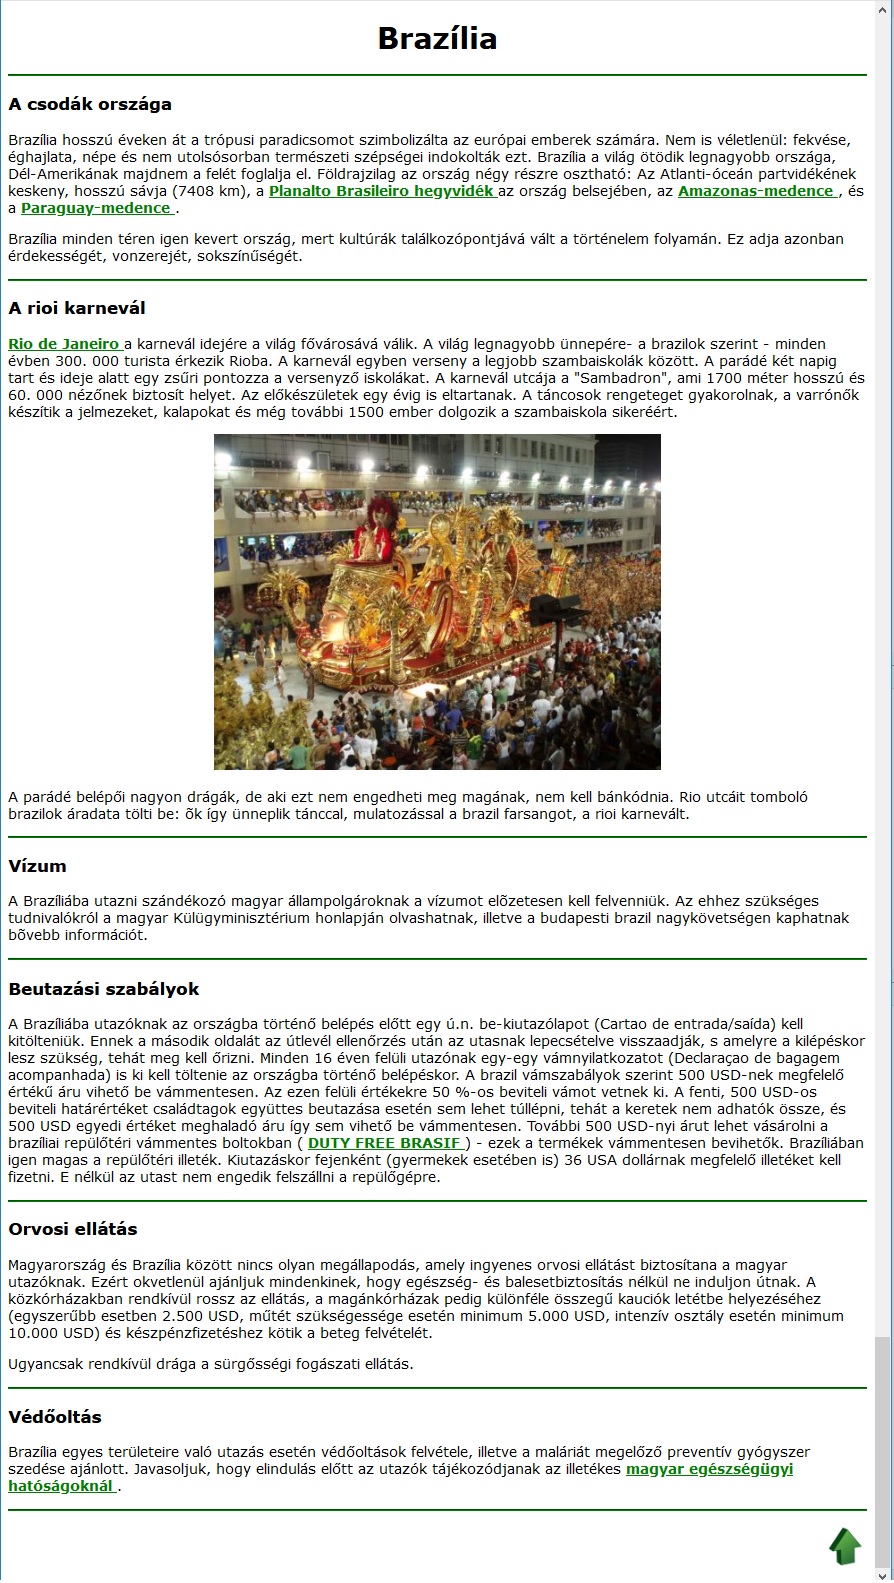 Brazília
A csodák országa
Brazília hosszú éveken át a trópusi paradicsomot szimbolizálta az európai emberek számára. Nem is véletlenül: fekvése,
éghajlata, népe és nem utolsósorban természeti szépségei indokolták ezt. Brazília a világ ötödik legnagyobb országa,
Dél-Amerikának majdnem a felét foglalja el. Földrajzilag az ország négy részre osztható: Az Atlanti-óceán partvidékének
keskeny, hosszú sávja (7408 km), a Planalto Brasileiro hegyvidék az ország belsejében, az Amazonas-medence , és
a Paraguay-medence .
Brazília minden téren igen kevert ország, mert kultúrák találkozópontjává vált a történelem folyamán. Ez adja azonban
érdekességét, vonzerejét, sokszínűségét.
A rioi karnevál
Rio de Janeiro a karnevál idejére a világ fővárosává válik. A világ legnagyobb ünnepére- a brazilok szerint - minden
évben 300. 000 turista érkezik Rioba. A karnevál egyben verseny a legjobb szambaiskolák között. A parádé két napig
tart és ideje alatt egy zsűri pontozza a versenyző iskolákat. A karnevál utcája a "Sambadron", ami 1700 méter hosszú és
60. 000 nézőnek biztosít helyet. Az előkészületek egy évig is eltartanak. A táncosok rengeteget gyakorolnak, a varrónők
készítik a jelmezeket, kalapokat és még további 1500 ember dolgozik a szambaiskola sikeréért.
A parádé belépői nagyon drágák, de aki ezt nem engedheti meg magának, nem kell bánkódnia. Rio utcáit tomboló
brazilok áradata tölti be: õk így ünneplik tánccal, mulatozással a brazil farsangot, a rioi karnevált.
Vízum
A Brazíliába utazni szándékozó magyar állampolgároknak a vízumot elõzetesen kell felvenniük. Az ehhez szükséges
tudnivalókról a magyar Külügyminisztérium honlapján olvashatnak, illetve a budapesti brazil nagykövetségen kaphatnak
bõvebb információt.
Beutazási szabályok
A Brazíliába utazóknak az országba történő belépés előtt egy ú.n. be-kiutazólapot (Cartao de entrada/saída) kell
kitölteniük. Ennek a második oldalát az útlevél ellenőrzés után az utasnak lepecsételve visszaadják, s amelyre a kilépéskor
lesz szükség, tehát meg kell őrizni. Minden 16 éven felüli utazónak egy-egy vámnyilatkozatot (Declaraçao de bagagem
acompanhada) is ki kell töltenie az országba történő belépéskor. A brazil vámszabályok szerint 500 USD-nek megfelelő
értékű áru vihető be vámmentesen. Az ezen felüli értékekre 50 %-os beviteli vámot vetnek ki. A fenti, 500 USD-os
beviteli határértéket családtagok együttes beutazása esetén sem lehet túllépni, tehát a keretek nem adhatók össze, és
500 USD egyedi értéket meghaladó áru így sem vihető be vámmentesen. További 500 USD-nyi árut lehet vásárolni a
brazíliai repülőtéri vámmentes boltokban ( DUTY FREE BRASIF ) - ezek a termékek vámmentesen bevihetők. Brazíliában
igen magas a repülőtéri illeték. Kiutazáskor fejenként (gyermekek esetében is) 36 USA dollárnak megfelelő illetéket kell
fizetni. E nélkül az utast nem engedik felszállni a repülőgépre.
Orvosi ellátás
Magyarország és Brazília között nincs olyan megállapodás, amely ingyenes orvosi ellátást biztosítana a magyar
utazóknak. Ezért okvetlenül ajánljuk mindenkinek, hogy egészség- és balesetbiztosítás nélkül ne induljon útnak. A
közkórházakban rendkívül rossz az ellátás, a magánkórházak pedig különféle összegű kauciók letétbe helyezéséhez
(egyszerűbb esetben 2.500 USD, műtét szükségessége esetén minimum 5.000 USD, intenzív osztály esetén minimum
10.000 USD) és készpénzfizetéshez kötik a beteg felvételét.
Ugyancsak rendkívül drága a sürgősségi fogászati ellátás.
Védőoltás
Brazília egyes területeire való utazás esetén védőoltások felvétele, illetve a maláriát megelőző preventív gyógyszer
szedése ajánlott. Javasoljuk, hogy elindulás előtt az utazók tájékozódjanak az illetékes magyar egészségügyi
hatóságoknál .